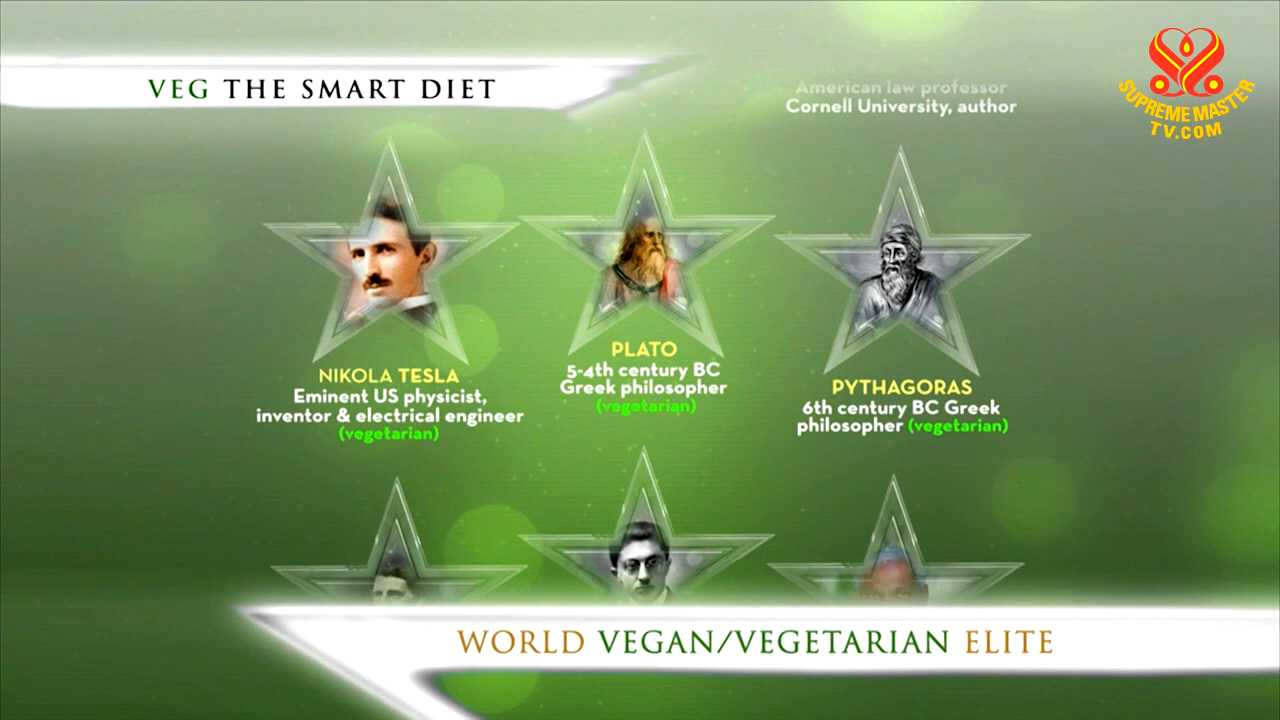 VEG THE SMART DIET
American law professor
Cornell University, author
SUPREME MASTER
TV.COM
NIKOLA TESLA
Eminent US physicist,
inventor & electrical engineer
(vegetarian)
PLATO
5-4th century BC
Greek philosopher
(vegetarian)
PYTHAGORAS
6th century BC Greek
philosopher (vegetarian)
WORLD VEGAN/VEGETARIAN ELITE